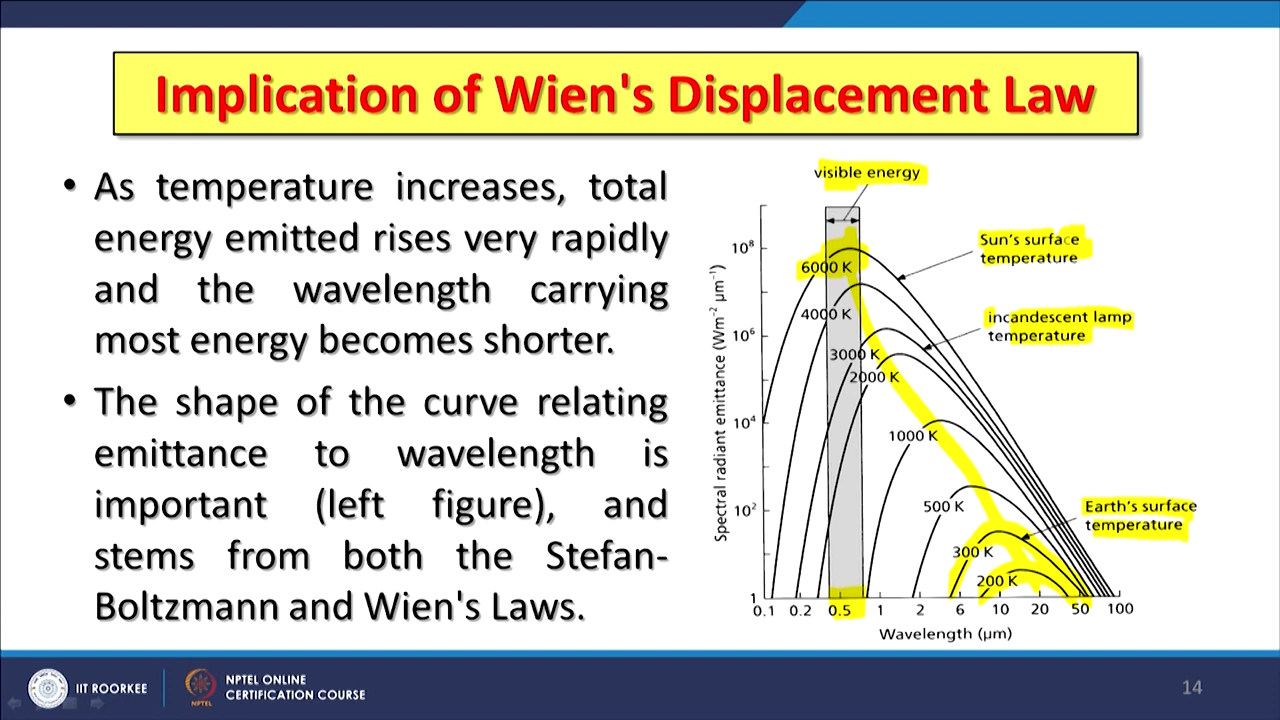 Implication of Wien's Displacement Law
• As temperature increases, total
energy emitted rises very rapidly
and the wavelength carrying
most energy becomes shorter.
• The shape of the curve relating
emittance to wavelength is
important (left figure), and
stems from both the Stefan-
Boltzmann and Wien's Laws.
visible energy
Sun's surface
temperature
incandescent lamp
temperature
Earth's surface
temperature
Spectral radiant emittance (Wm⁻² μm⁻¹)
10⁸
10⁶
10⁴
10²
1
6000 K
4000 K
3000 K
2000 K
1000 K
500 K
300 K
200 K
0.1 0.2 0.5 1 2 6 10 20 50 100
Wavelength (μm)
IIT ROORKEE
NPTEL
NPTEL ONLINE
CERTIFICATION COURSE
14